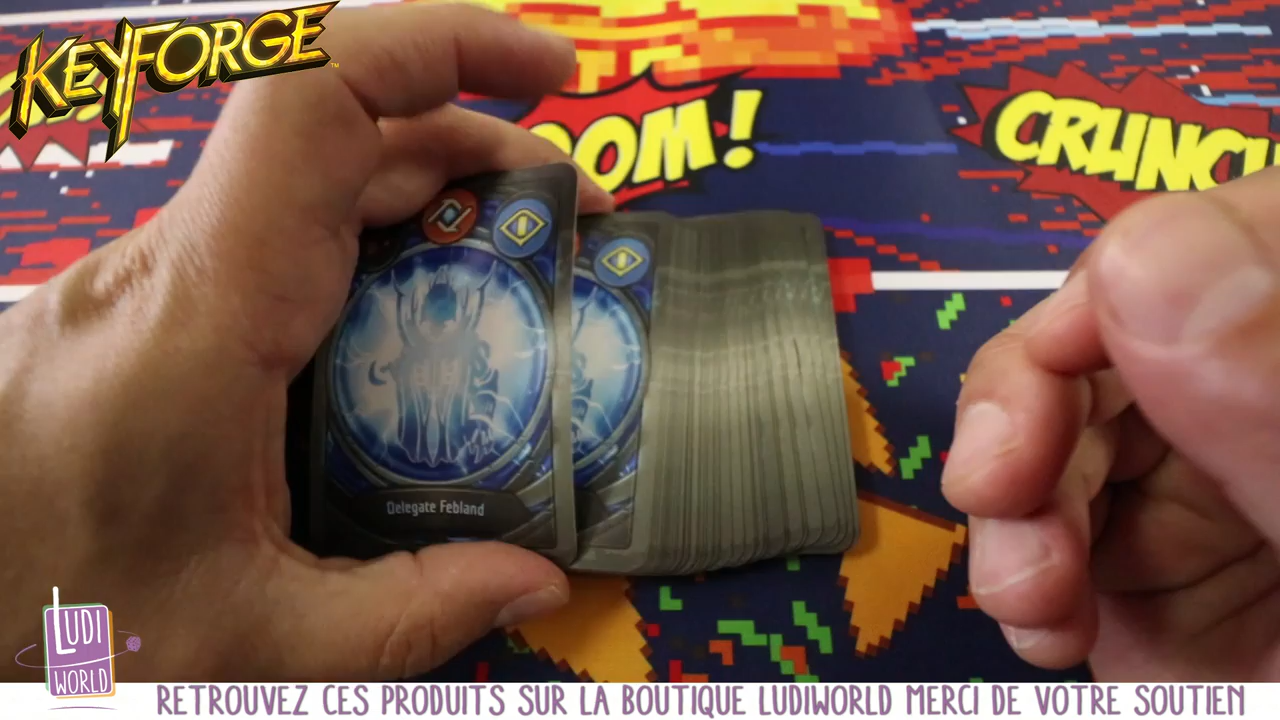 KEYFORGE
OOM!
CRUNCH
Delegate Febland
LUDI
WORLD
RETROUVEZ CES PRODUITS SUR LA BOUTIQUE LUDIWORLD MERCI DE VOTRE SOUTIEN